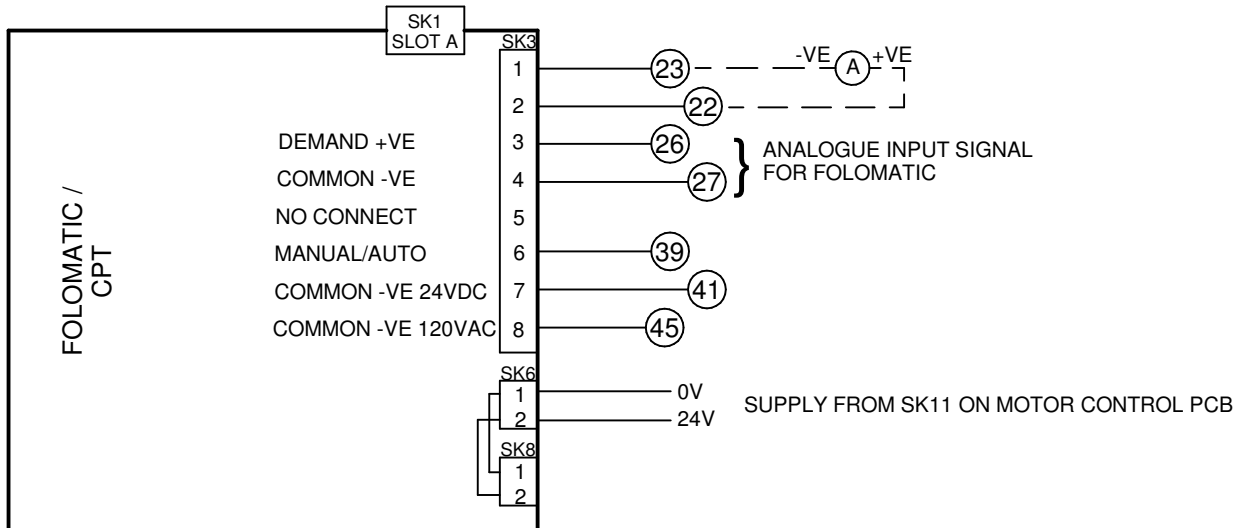 SK1
SLOT A
SK3
1 23 -VE A +VE
2 22
DEMAND +VE 3 26
COMMON -VE 4 27
ANALOGUE INPUT SIGNAL
FOR FOLOMATIC
NO CONNECT 5
MANUAL/AUTO 6 39
COMMON -VE 24VDC 7 41
COMMON -VE 120VAC 8 45
FOLOMATIC /
CPT
SK6
1 0V
2 24V
SUPPLY FROM SK11 ON MOTOR CONTROL PCB
SK8
1
2